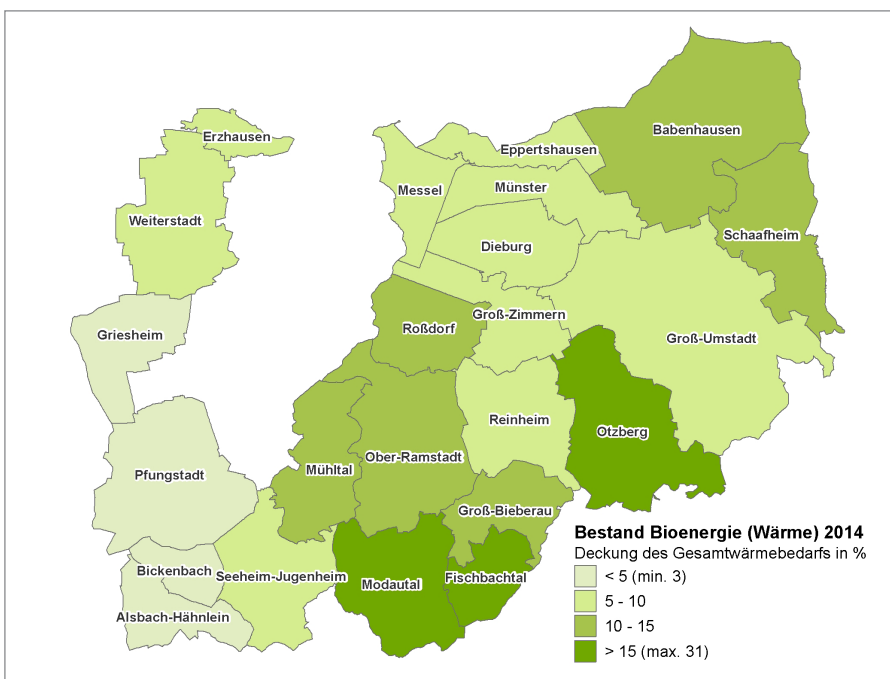 Babenhausen
Erzhausen
Eppertshausen
Messel
Münster
Weiterstadt
Schaafheim
Dieburg
Groß-Zimmern
Roßdorf
Griesheim
Groß-Umstadt
Reinheim
Otzberg
Ober-Ramstadt
Mühltal
Pfungstadt
Groß-Bieberau
Bickenbach
Seeheim-Jugenheim
Modautal
Fischbachtal
Alsbach-Hähnlein
Bestand Bioenergie (Wärme) 2014
Deckung des Gesamtwärmebedarfs in %
< 5 (min. 3)
5 - 10
10 - 15
> 15 (max. 31)